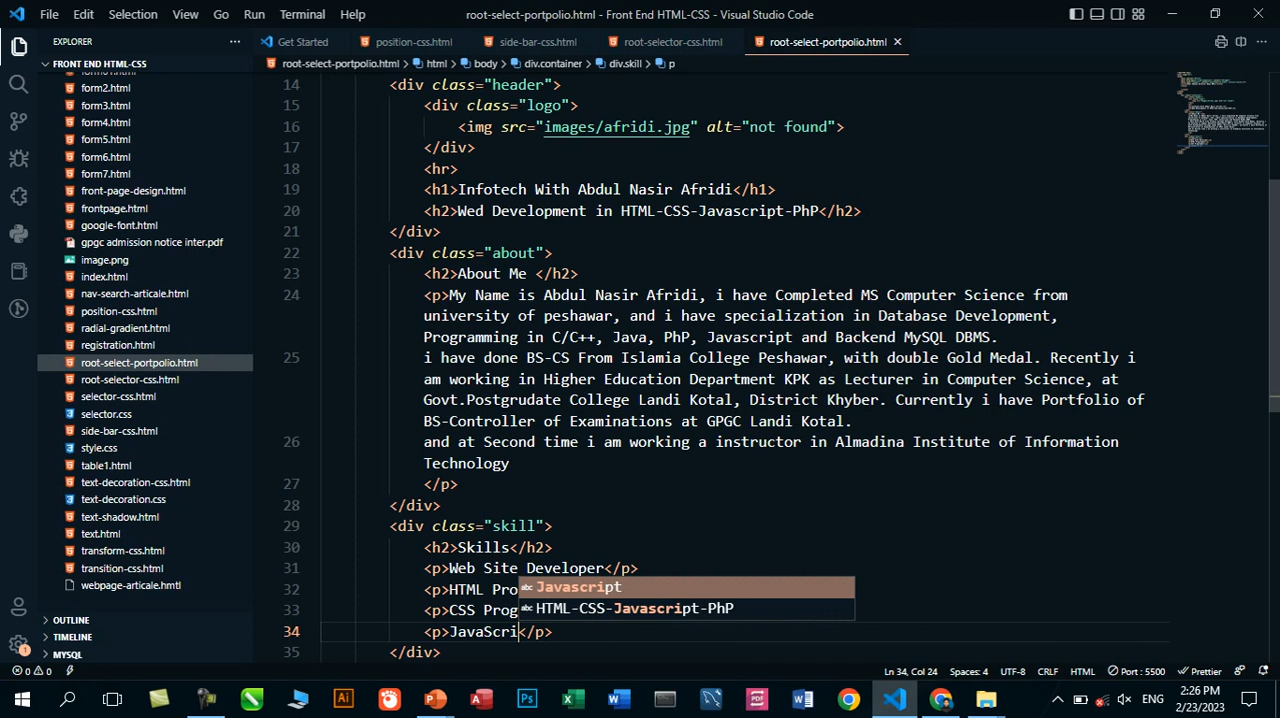 File Edit Selection View Go Run Terminal Help
root-select-portpolio.html - Front End HTML-CSS - Visual Studio Code
EXPLORER
FRONT END HTML-CSS
form2.html
form3.html
form4.html
form5.html
form6.html
form7.html
front-page-design.html
frontpage.html
google-font.html
gpgc admission notice inter.pdf
image.png
index.html
nav-search-articale.html
position-css.html
radial-gradient.html
registration.html
root-select-portpolio.html
root-selector-css.html
selector-css.html
selector.css
side-bar-css.html
style.css
table1.html
text-decoration-css.html
text-decoration.css
text-shadow.html
text.html
transform-css.html
transition-css.html
webpage-articale.hmtl
OUTLINE
TIMELINE
MYSQL
Get Started position-css.html side-bar-css.html root-selector-css.html root-select-portpolio.html
root-select-portpolio.html > html > body > div.container > div.skill > p
14 <div class="header">
15 <div class="logo">
16 <img src="images/afridi.jpg" alt="not found">
17 </div>
18 <hr>
19 <h1>Infotech With Abdul Nasir Afridi</h1>
20 <h2>Wed Development in HTML-CSS-Javascript-PhP</h2>
21 </div>
22 <div class="about">
23 <h2>About Me </h2>
24 <p>My Name is Abdul Nasir Afridi, i have Completed MS Computer Science from
university of peshawar, and i have specialization in Database Development,
Programming in C/C++, Java, PhP, Javascript and Backend MySQL DBMS.
25 i have done BS-CS From Islamia College Peshawar, with double Gold Medal. Recently i
am working in Higher Education Department KPK as Lecturer in Computer Science, at
Govt.Postgrudate College Landi Kotal, District Khyber. Currently i have Portfolio of
BS-Controller of Examinations at GPGC Landi Kotal.
26 and at Second time i am working a instructor in Almadina Institute of Information
Technology
27 </p>
28 </div>
29 <div class="skill">
30 <h2>Skills</h2>
31 <p>Web Site Developer</p>
32 <p>HTML Pro
33 <p>CSS Prog
34 <p>JavaScri</p>
35 </div>
Javascript
HTML-CSS-Javascript-PhP
0 0
Ln 34, Col 24 Spaces: 4 UTF-8 CRLF HTML Port : 5500 Prettier
ENG
2:26 PM
2/23/2023